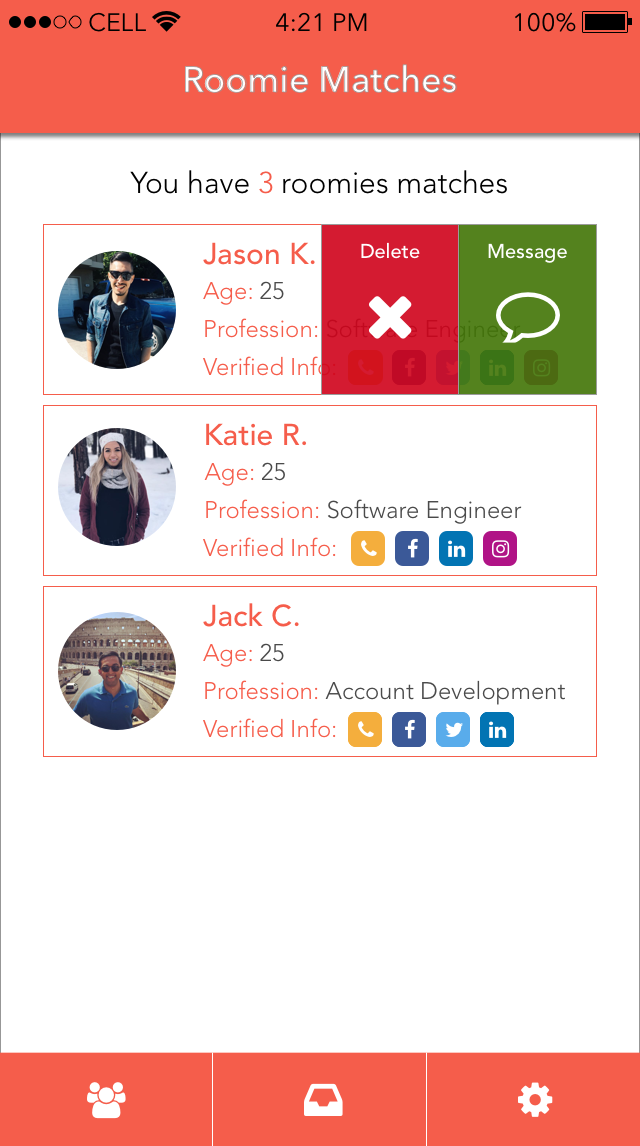 CELL 4:21 PM 100%
Roomie Matches
You have 3 roomies matches
Jason K.
Delete
Message
Age: 25
Profession: Software Engineer
Verified Info:
Katie R.
Age: 25
Profession: Software Engineer
Verified Info:
Jack C.
Age: 25
Profession: Account Development
Verified Info: